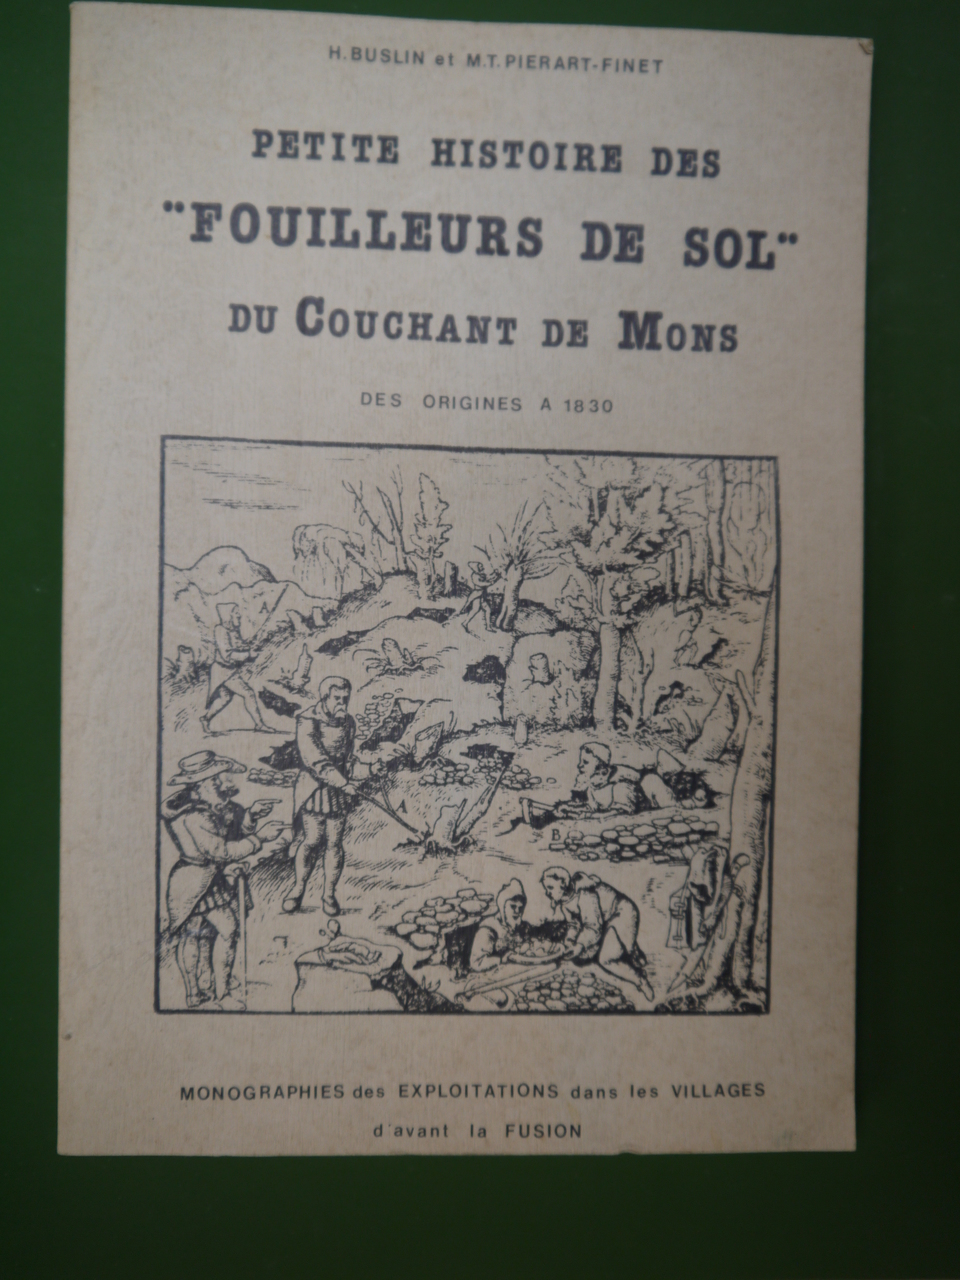 H. BUSLIN et M.T. PIERART-FINET
PETITE HISTOIRE DES
"FOUILLEURS DE SOL"
DU COUCHANT DE MONS
DES ORIGINES A 1830
A
A
B
MONOGRAPHIES des EXPLOITATIONS dans les VILLAGES
d'avant la FUSION